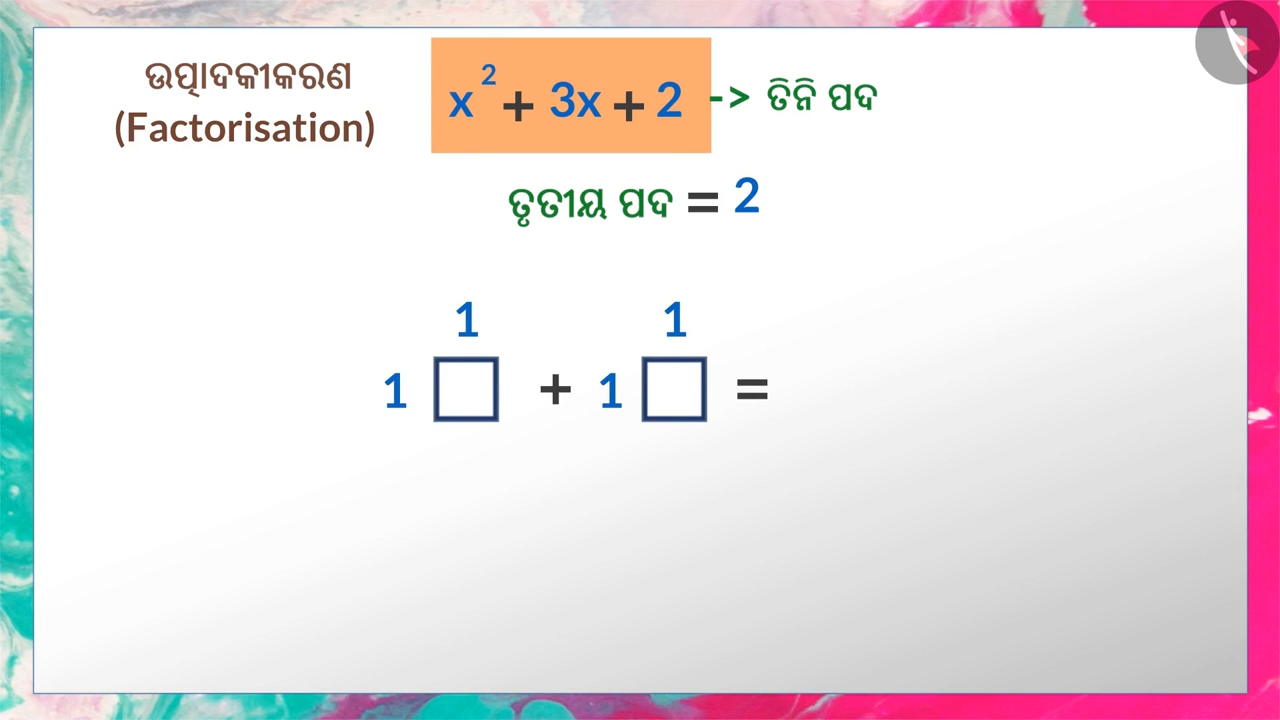 ଉତ୍ପାଦକୀକରଣ
(Factorisation)
x² + 3x + 2 -> ତିନି ପଦ
ତୃତୀୟ ପଦ = 2
1 1
1 □ + 1 □ =